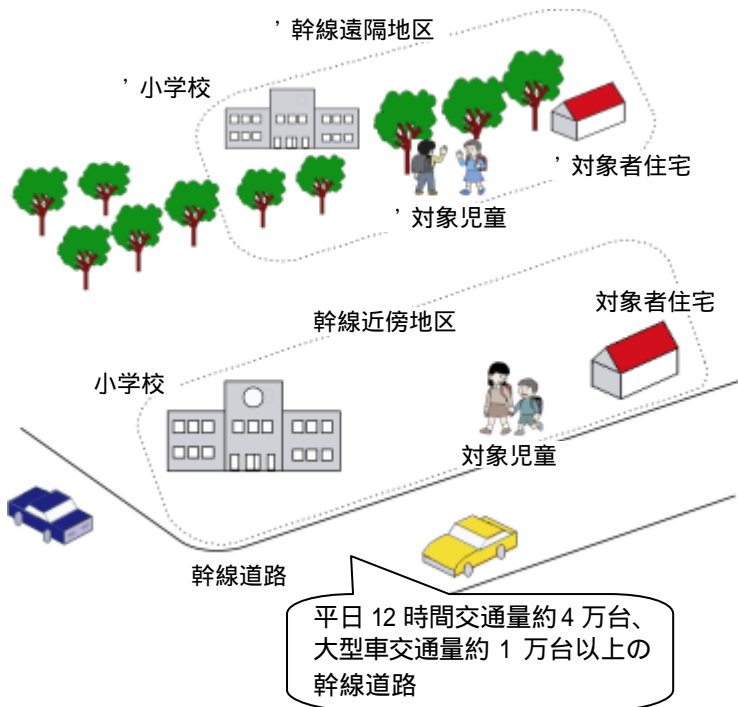 ’ 幹線遠隔地区
’ 小学校
’ 対象者住宅
’ 対象児童
対象者住宅
幹線近傍地区
小学校
対象児童
幹線道路
平日 12 時間交通量約 4 万台、
大型車交通量約 1 万台以上の
幹線道路